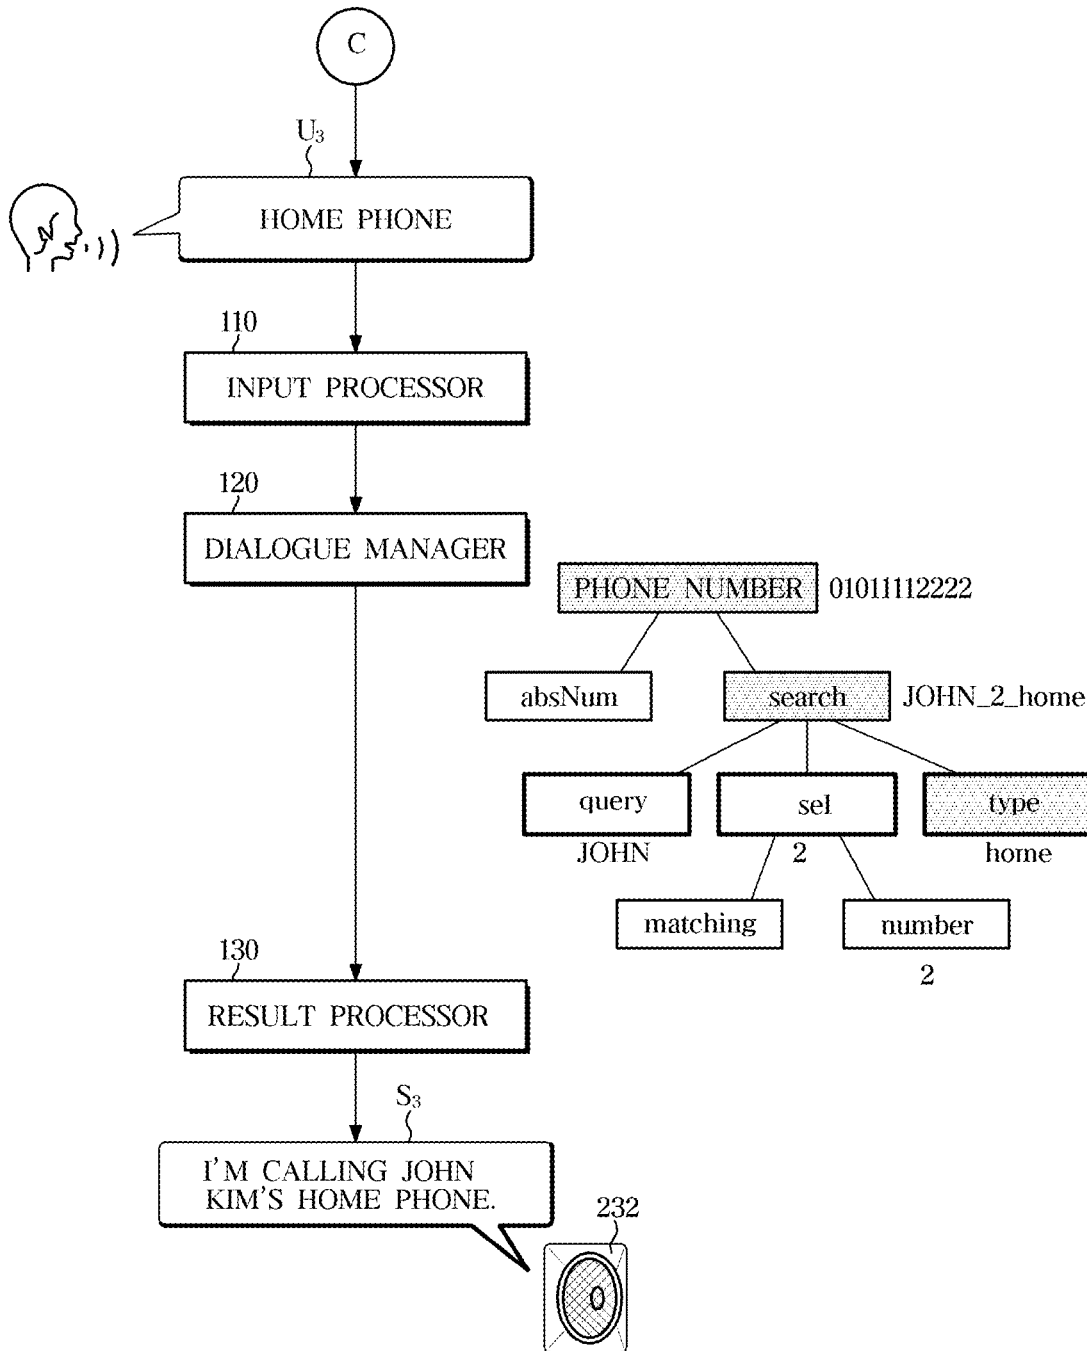 C
U₃
HOME PHONE
110
INPUT PROCESSOR
120
DIALOGUE MANAGER
PHONE NUMBER 01011112222
absNum
search JOHN_2_home
query
sel
type
JOHN
2
home
matching
number
2
130
RESULT PROCESSOR
S₃
I'M CALLING JOHN
KIM'S HOME PHONE.
232